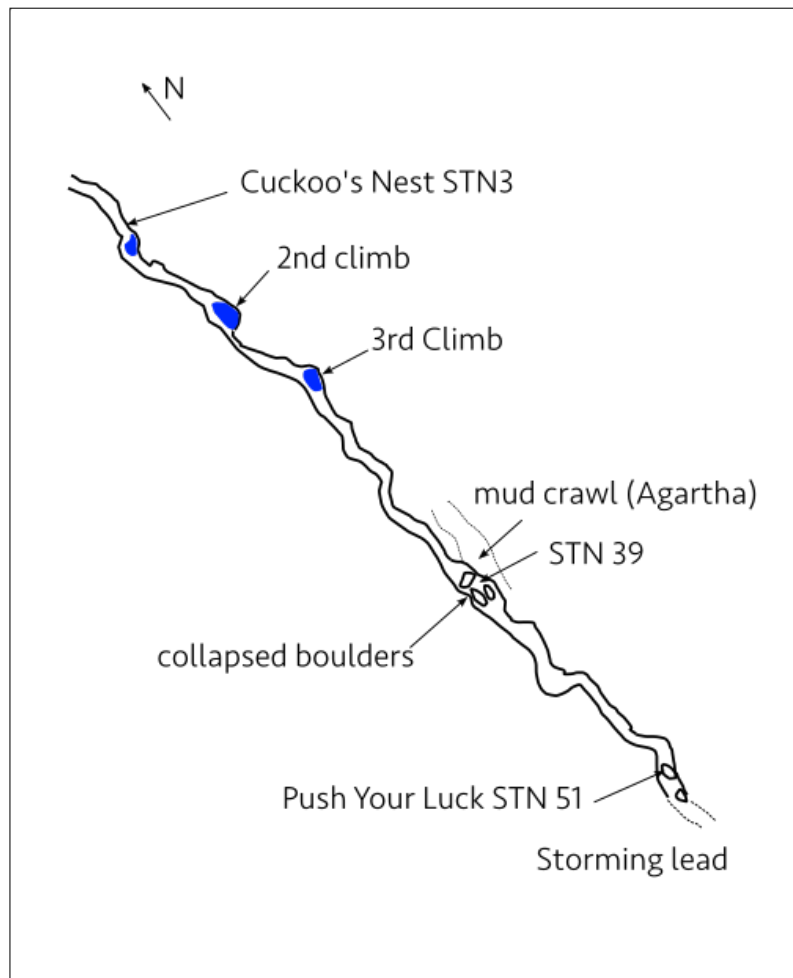 N
Cuckoo's Nest STN3
2nd climb
3rd Climb
mud crawl (Agartha)
STN 39
collapsed boulders
Push Your Luck STN 51
Storming lead